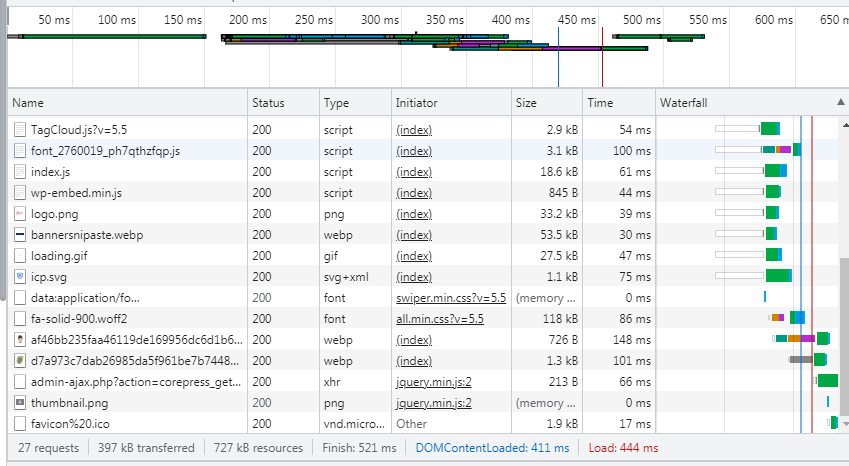 50 ms 100 ms 150 ms 200 ms 250 ms 300 ms 350 ms 400 ms 450 ms 500 ms 550 ms 600 ms 650 m
Name Status Type Initiator Size Time Waterfall
TagCloud.js?v=5.5 200 script (index) 2.9 kB 54 ms
font_2760019_ph7qthzfqp.js 200 script (index) 3.1 kB 100 ms
index.js 200 script (index) 18.6 kB 61 ms
wp-embed.min.js 200 script (index) 845 B 44 ms
logo.png 200 png (index) 33.2 kB 39 ms
bannersnipaste.webp 200 webp (index) 53.5 kB 30 ms
loading.gif 200 gif (index) 27.5 kB 47 ms
icp.svg 200 svg+xml (index) 1.1 kB 75 ms
data:application/fo... 200 font swiper.min.css?v=5.5 (memory ... 0 ms
fa-solid-900.woff2 200 font all.min.css?v=5.5 118 kB 86 ms
af46bb235faa46119de169956dc6d1b6... 200 webp (index) 726 B 148 ms
d7a973c7dab26985da5f961be7b7448... 200 webp (index) 1.3 kB 101 ms
admin-ajax.php?action=corepress_get... 200 xhr jquery.min.js:2 213 B 66 ms
thumbnail.png 200 png jquery.min.js:2 (memory ... 0 ms
favicon%20.ico 200 vnd.micro... Other 1.9 kB 17 ms
27 requests 397 kB transferred 727 kB resources Finish: 521 ms DOMContentLoaded: 411 ms Load: 444 ms